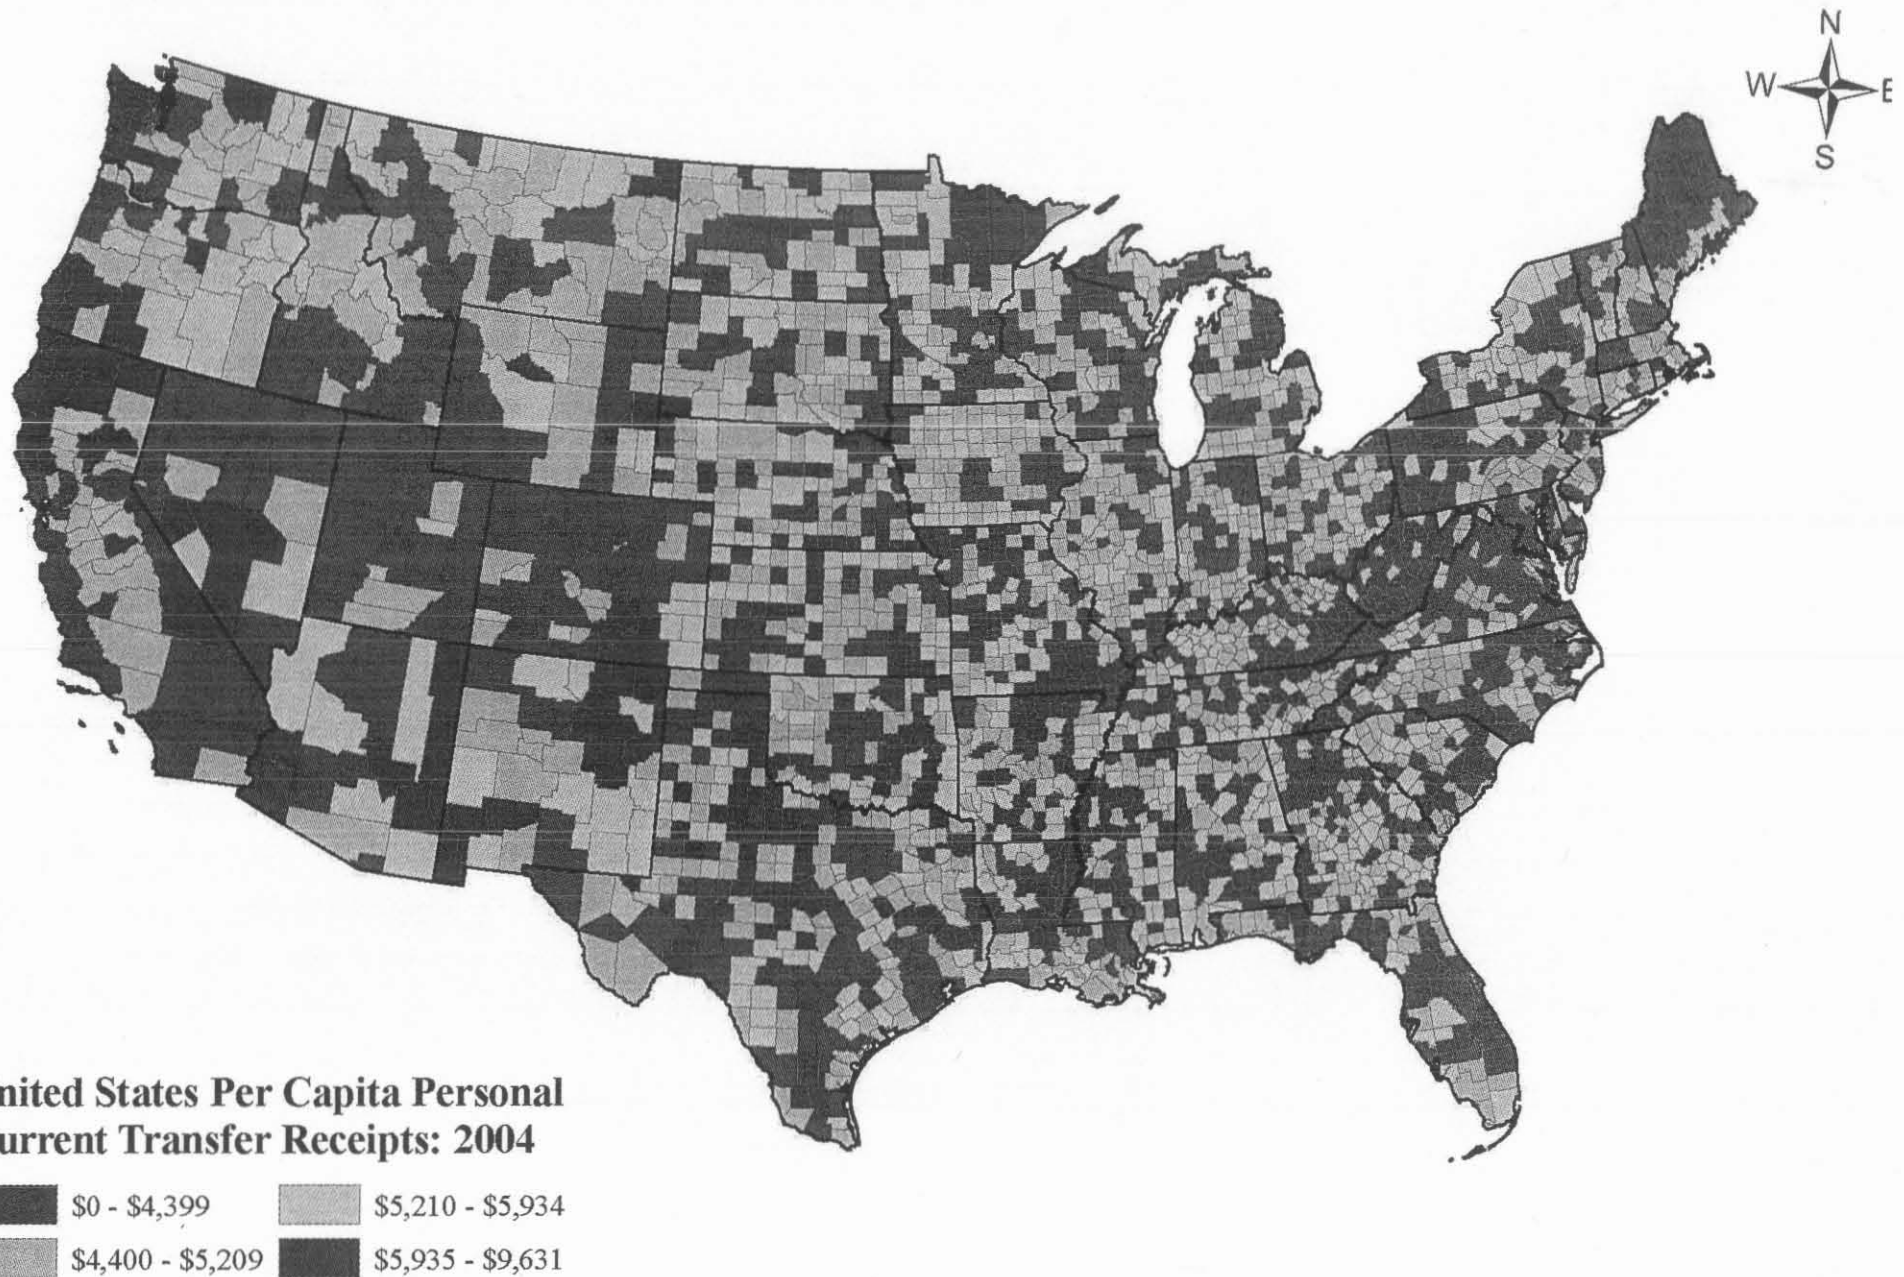 N
W E
S
nited States Per Capita Personal
urrent Transfer Receipts: 2004
$0 - $4,399 $5,210 - $5,934
$4,400 - $5,209 $5,935 - $9,631